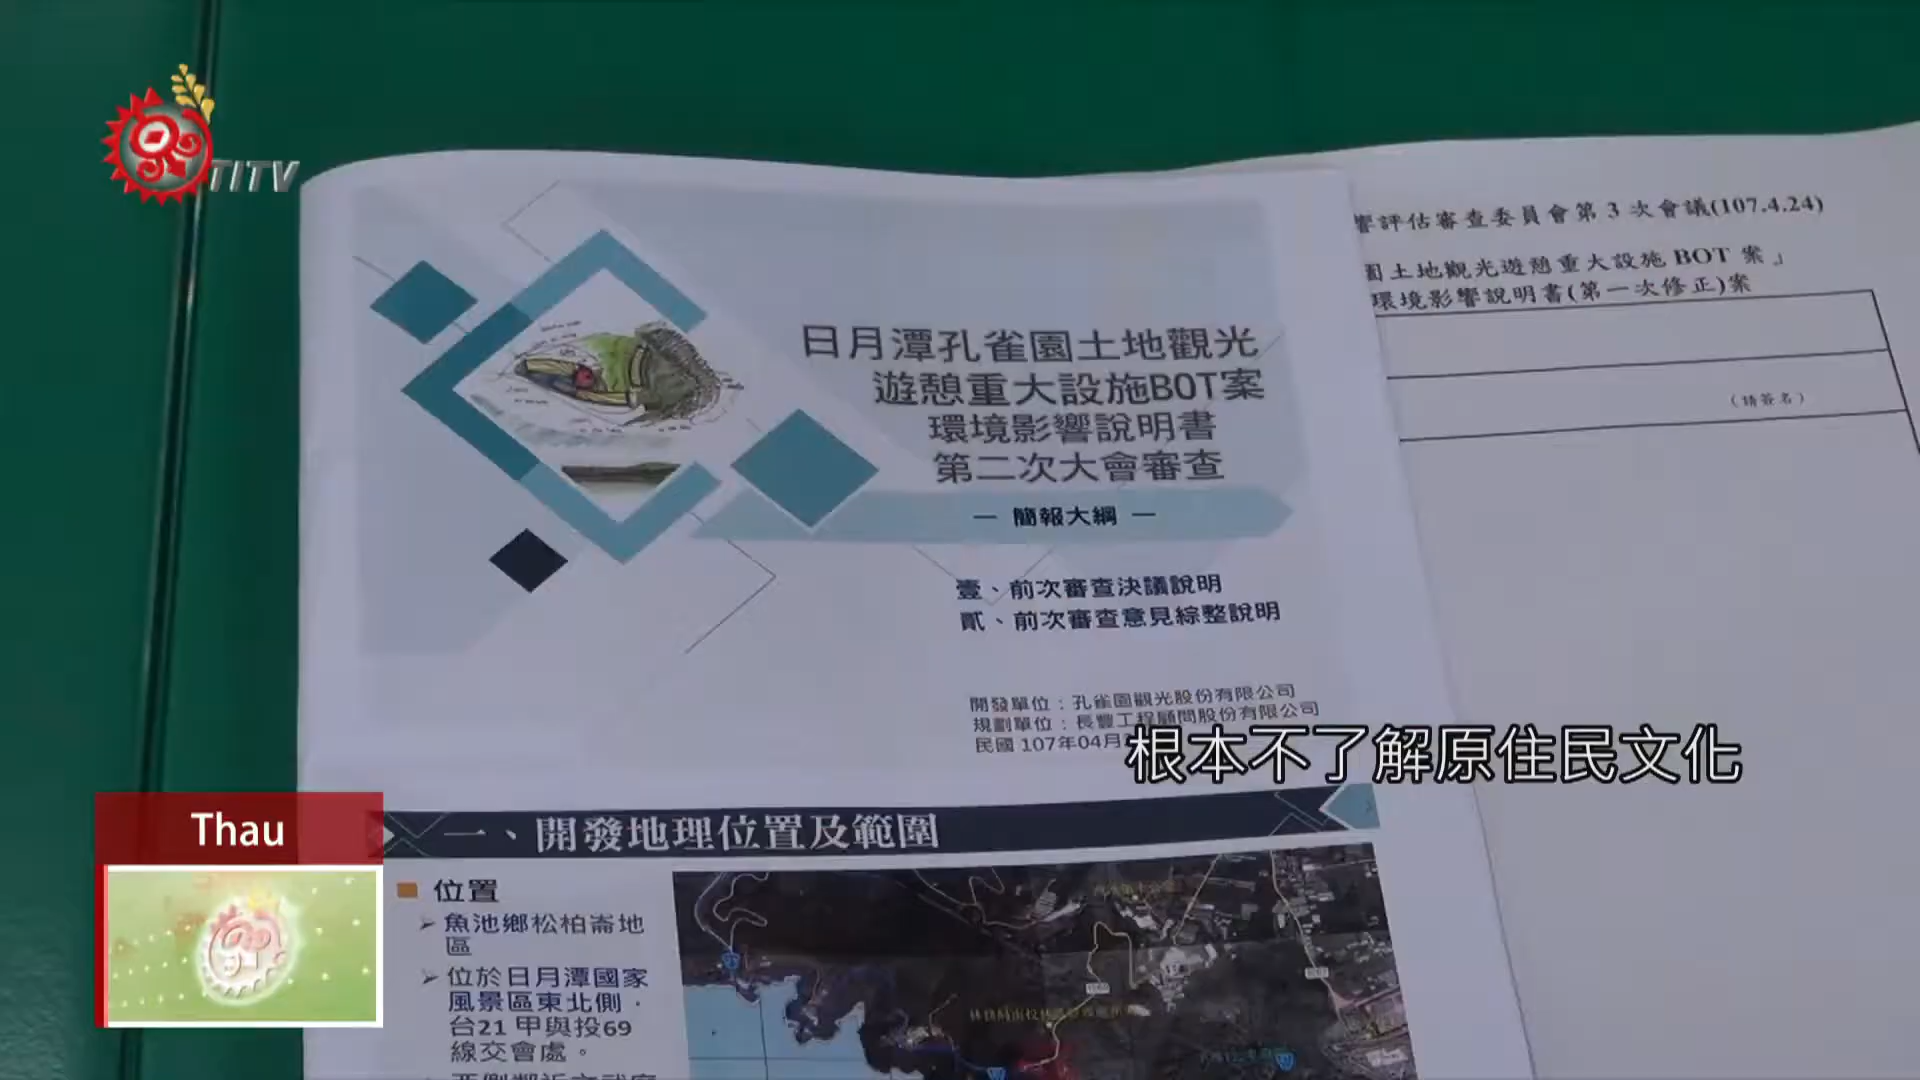 TITV
響評估審查委員會第 3 次會議(107.4.24)
園土地觀光遊憩重大設施 BOT 案」
環境影響說明書(第一次修正)案
(請簽名)
日月潭孔雀園土地觀光
遊憩重大設施BOT案
環境影響說明書
第二次大會審查
— 簡報大綱 —
壹、前次審查決議說明
貳、前次審查意見綜整說明
開發單位：孔雀園觀光股份有限公司
規劃單位：長豐工程顧問股份有限公司
民國 107年04月
根本不了解原住民文化
Thau
一、開發地理位置及範圍
位置
魚池鄉松柏崙地
區
位於日月潭國家
風景區東北側，
台21 甲與投69
線交會處。